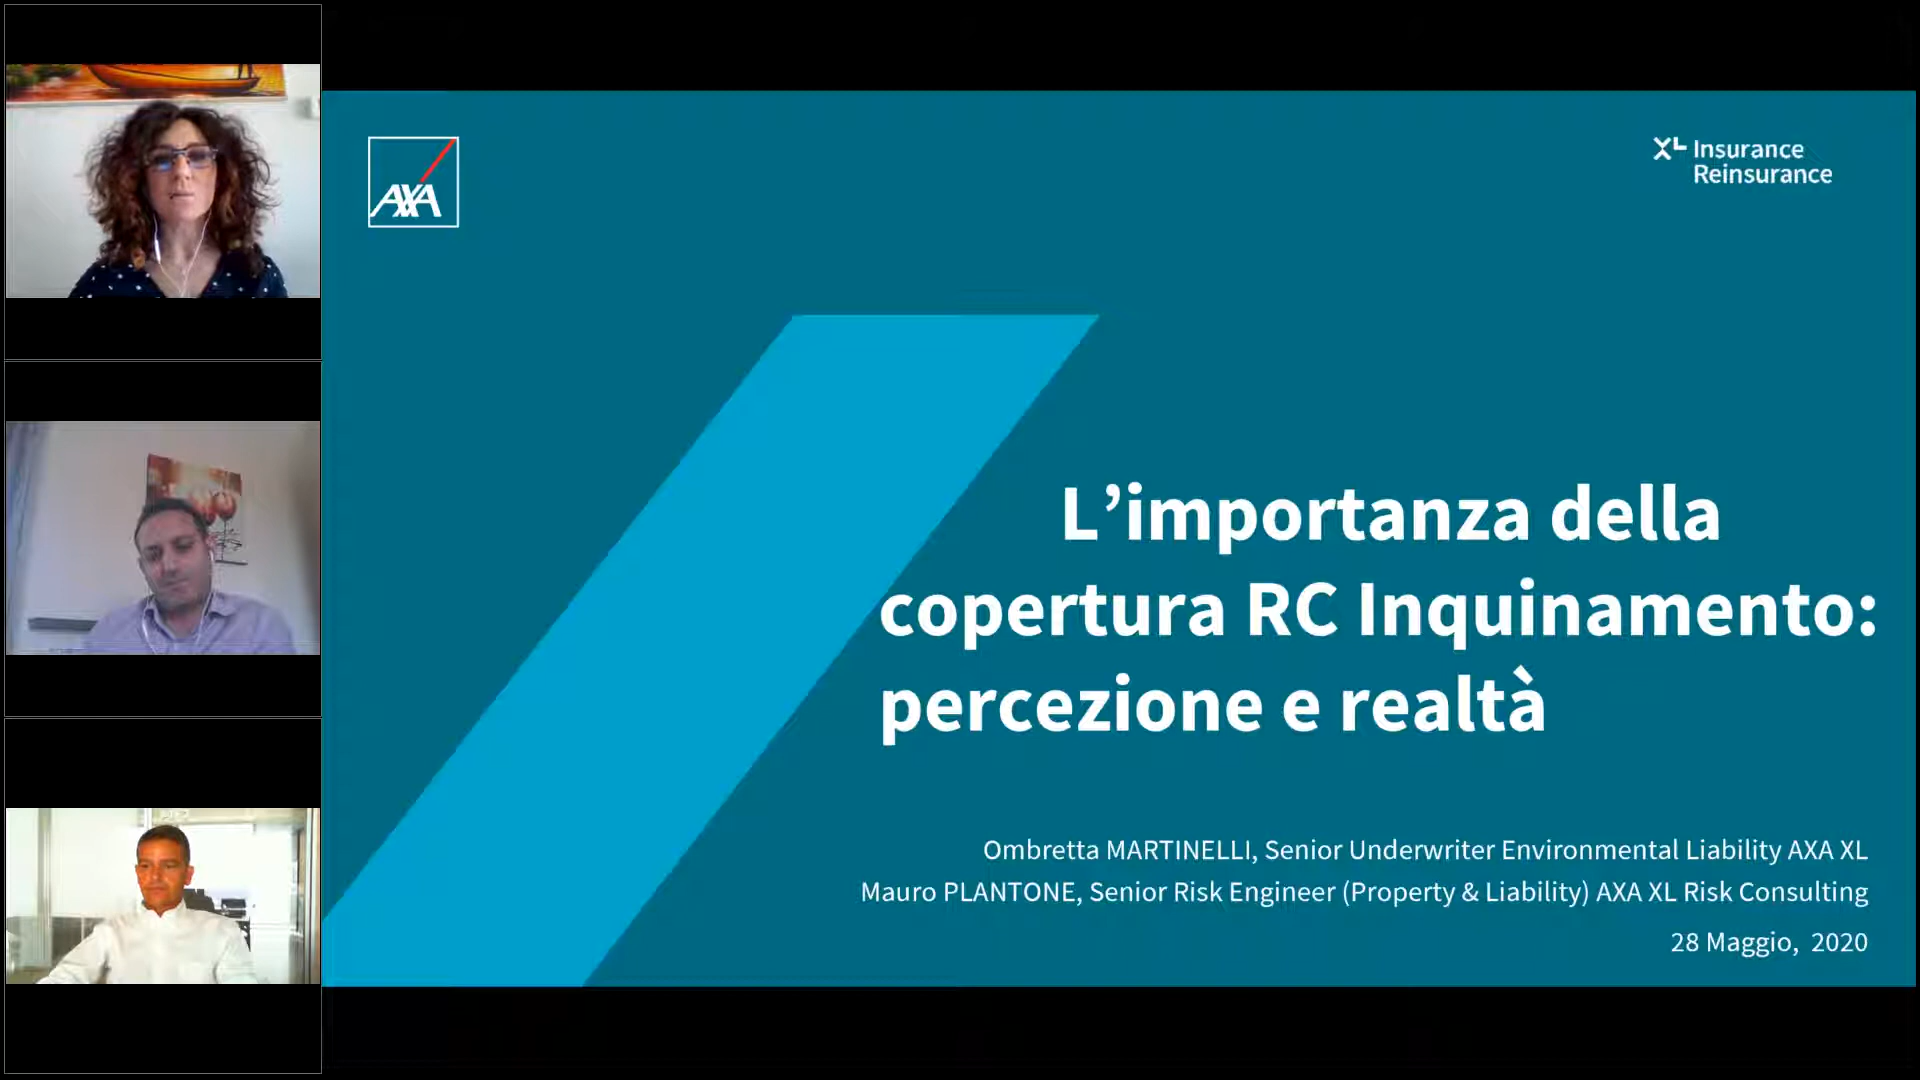 AXA
XL Insurance
Reinsurance
L’importanza della
copertura RC Inquinamento:
percezione e realtà
Ombretta MARTINELLI, Senior Underwriter Environmental Liability AXA XL
Mauro PLANTONE, Senior Risk Engineer (Property & Liability) AXA XL Risk Consulting
28 Maggio,  2020